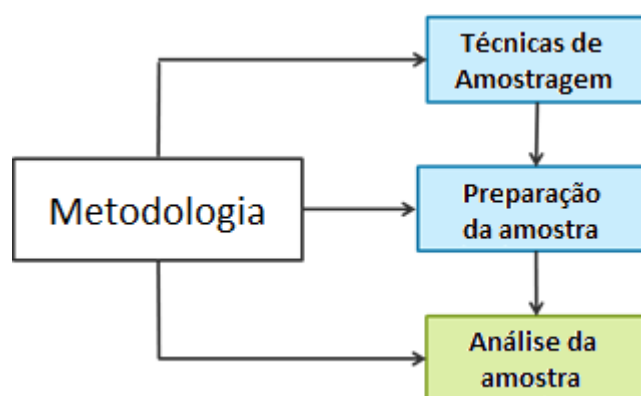 Técnicas de
Amostragem
Metodologia
Preparação
da amostra
Análise da
amostra